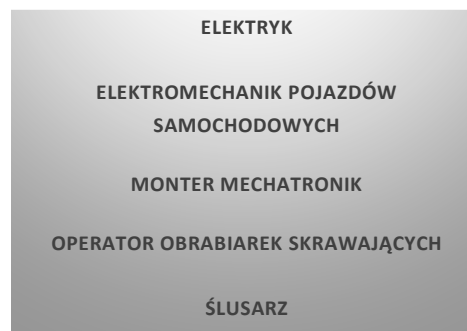 ELEKTRYK
ELEKTROMECHANIK POJAZDÓW
SAMOCHODOWYCH
MONTER MECHATRONIK
OPERATOR OBRABIAREK SKRAWAJĄCYCH
ŚLUSARZ